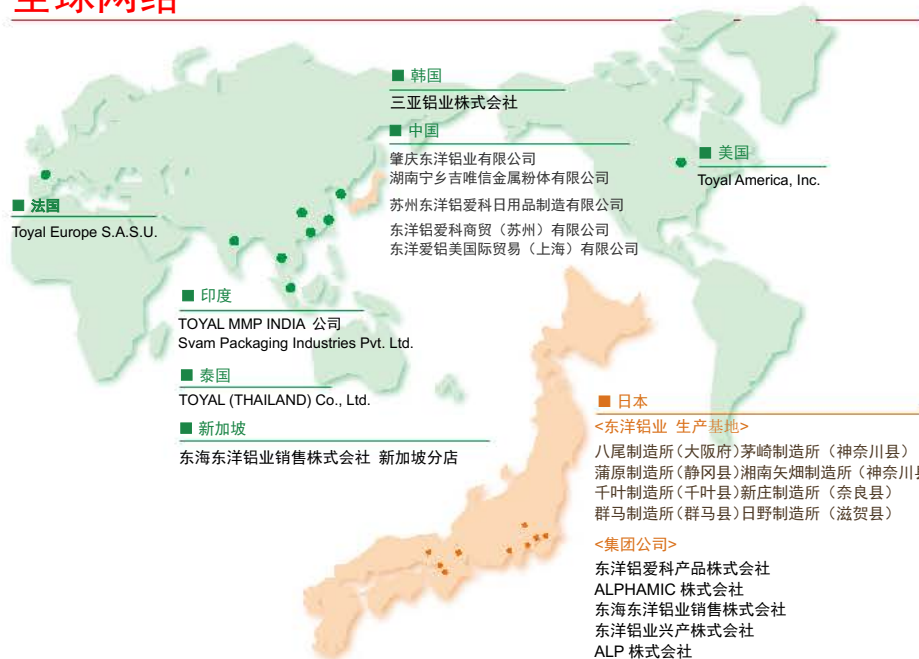 全球网络
■ 韩国
三亚铝业株式会社
■ 中国
肇庆东洋铝业有限公司
湖南宁乡吉唯信金属粉体有限公司
苏州东洋铝爱科日用品制造有限公司
东洋铝爱科商贸（苏州）有限公司
东洋爱铝美国际贸易（上海）有限公司
■ 美国
Toyal America, Inc.
■ 法国
Toyal Europe S.A.S.U.
■ 印度
TOYAL MMP INDIA 公司
Svam Packaging Industries Pvt. Ltd.
■ 泰国
TOYAL (THAILAND) Co., Ltd.
■ 新加坡
东海东洋铝业销售株式会社 新加坡分店
■ 日本
<东洋铝业 生产基地>
八尾制造所（大阪府）茅崎制造所（神奈川县）
蒲原制造所（静冈县）湘南矢畑制造所（神奈川县
千叶制造所（千叶县）新庄制造所（奈良县）
群马制造所（群马县）日野制造所（滋贺县）
<集团公司>
东洋铝爱科产品株式会社
ALPHAMIC 株式会社
东海东洋铝业销售株式会社
东洋铝业兴产株式会社
ALP 株式会社